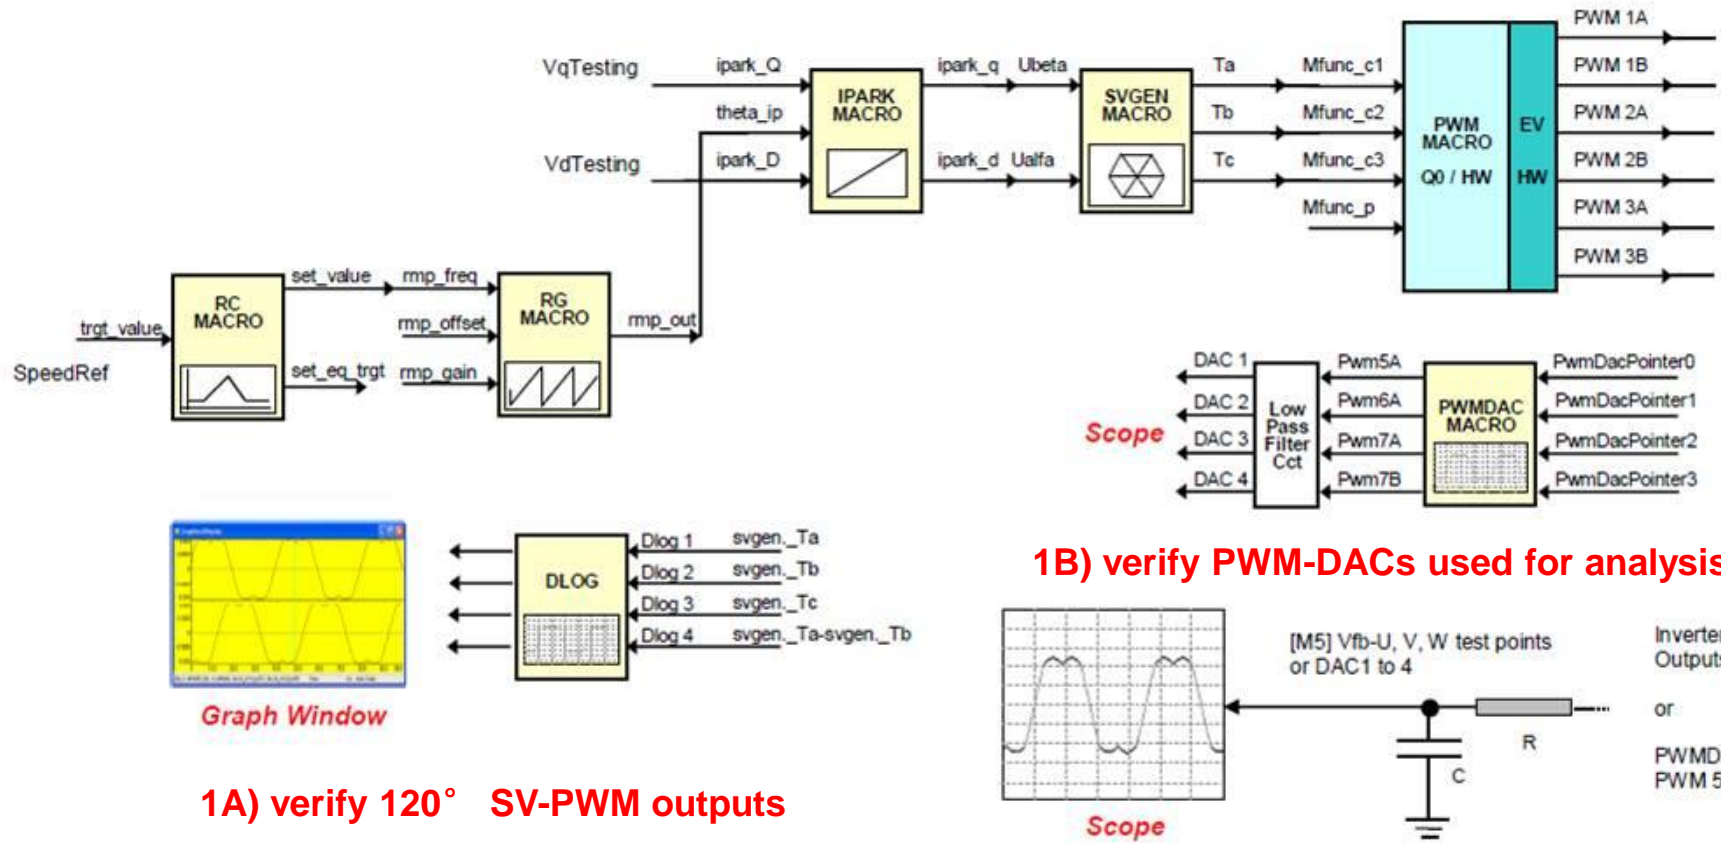 PWM 1A
VqTesting
ipark_Q
ipark_q
Ubeta
Ta
Mfunc_c1
PWM 1B
IPARK
MACRO
SVGEN
MACRO
theta_ip
Tb
Mfunc_c2
PWM 2A
PWM
MACRO
Q0 / HW
EV
HW
VdTesting
ipark_D
ipark_d
Ualfa
Tc
Mfunc_c3
PWM 2B
Mfunc_p
PWM 3A
PWM 3B
set_value
rmp_freq
RC
MACRO
RG
MACRO
trgt_value
rmp_offset
rmp_out
SpeedRef
set_eq_trgt
rmp_gain
DAC 1
Pwm5A
PwmDacPointer0
DAC 2
Pwm6A
PwmDacPointer1
Low
Pass
Filter
Cct
PWMDAC
MACRO
Scope
DAC 3
Pwm7A
PwmDacPointer2
DAC 4
Pwm7B
PwmDacPointer3
Dlog 1
svgen._Ta
Dlog 2
svgen._Tb
DLOG
Dlog 3
svgen._Tc
Dlog 4
svgen._Ta-svgen._Tb
Graph Window
1A) verify 120° SV-PWM outputs
1B) verify PWM-DACs used for analysis
[M5] Vfb-U, V, W test points
or DAC1 to 4
Inverter
Outputs
or
R
PWMD
PWM 5
C
Scope